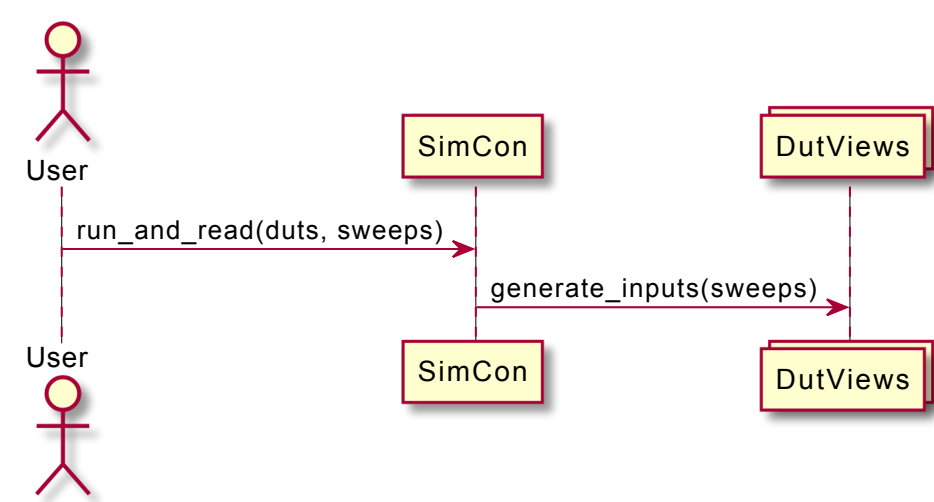 User
SimCon
DutViews
run_and_read(duts, sweeps)
generate_inputs(sweeps)
User
SimCon
DutViews